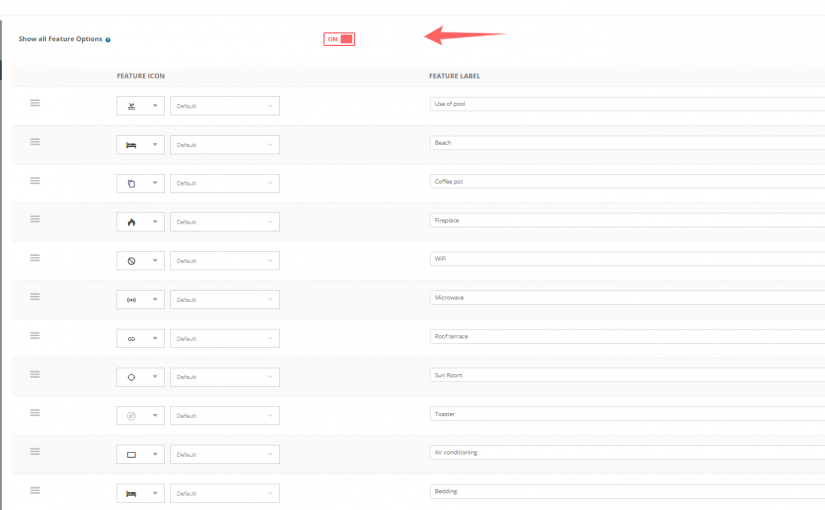 Show all Feature Options ?
ON
FEATURE ICON FEATURE LABEL
Default Use of pool
Default Beach
Default Coffee pot
Default Fireplace
Default WiFi
Default Microwave
Default Roof terrace
Default Sun Room
Default Toaster
Default Air conditioning
Default Bedding